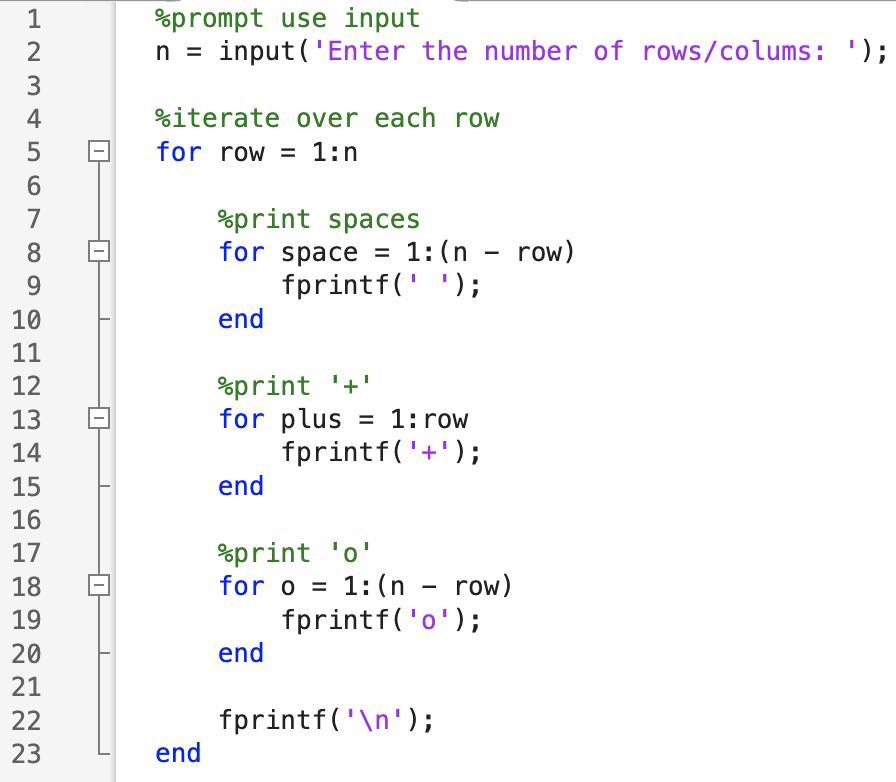 1 %prompt use input
2 n = input('Enter the number of rows/colums: ');
3
4 %iterate over each row
5 for row = 1:n
6
7     %print spaces
8     for space = 1:(n - row)
9         fprintf(' ');
10     end
11
12     %print '+'
13     for plus = 1:row
14         fprintf('+');
15     end
16
17     %print 'o'
18     for o = 1:(n - row)
19         fprintf('o');
20     end
21
22     fprintf('\n');
23 end